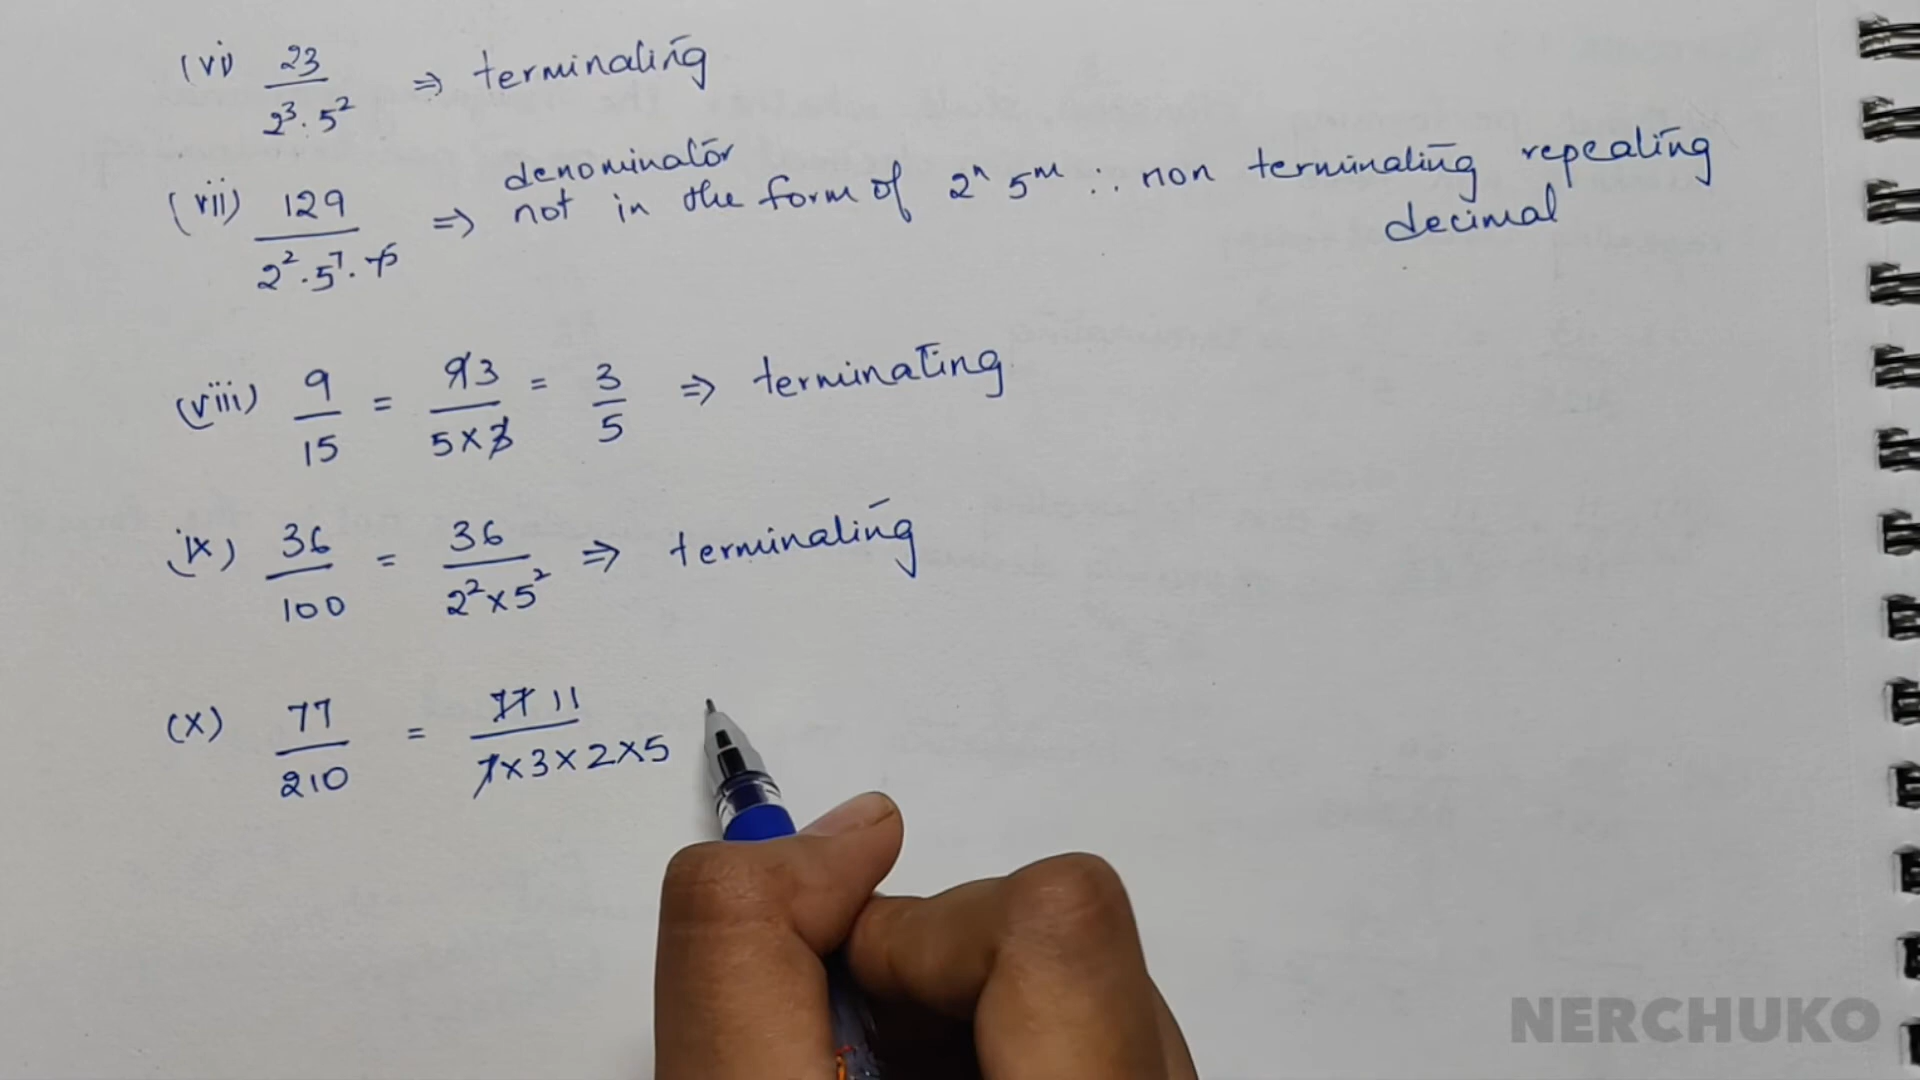 (vi) 23/(2³·5²) ⇒ terminating
(vii) 129/(2²·5⁷·7⁵) ⇒ denominator not in the form of 2ⁿ 5ᵐ ∴ non terminating repeating decimal
(viii) 9/15 = 93/(5×3) = 3/5 ⇒ terminating
(ix) 36/100 = 36/(2²×5²) ⇒ terminating
(x) 77/210 = 77 11/(7×3×2×5)
NERCHUKO